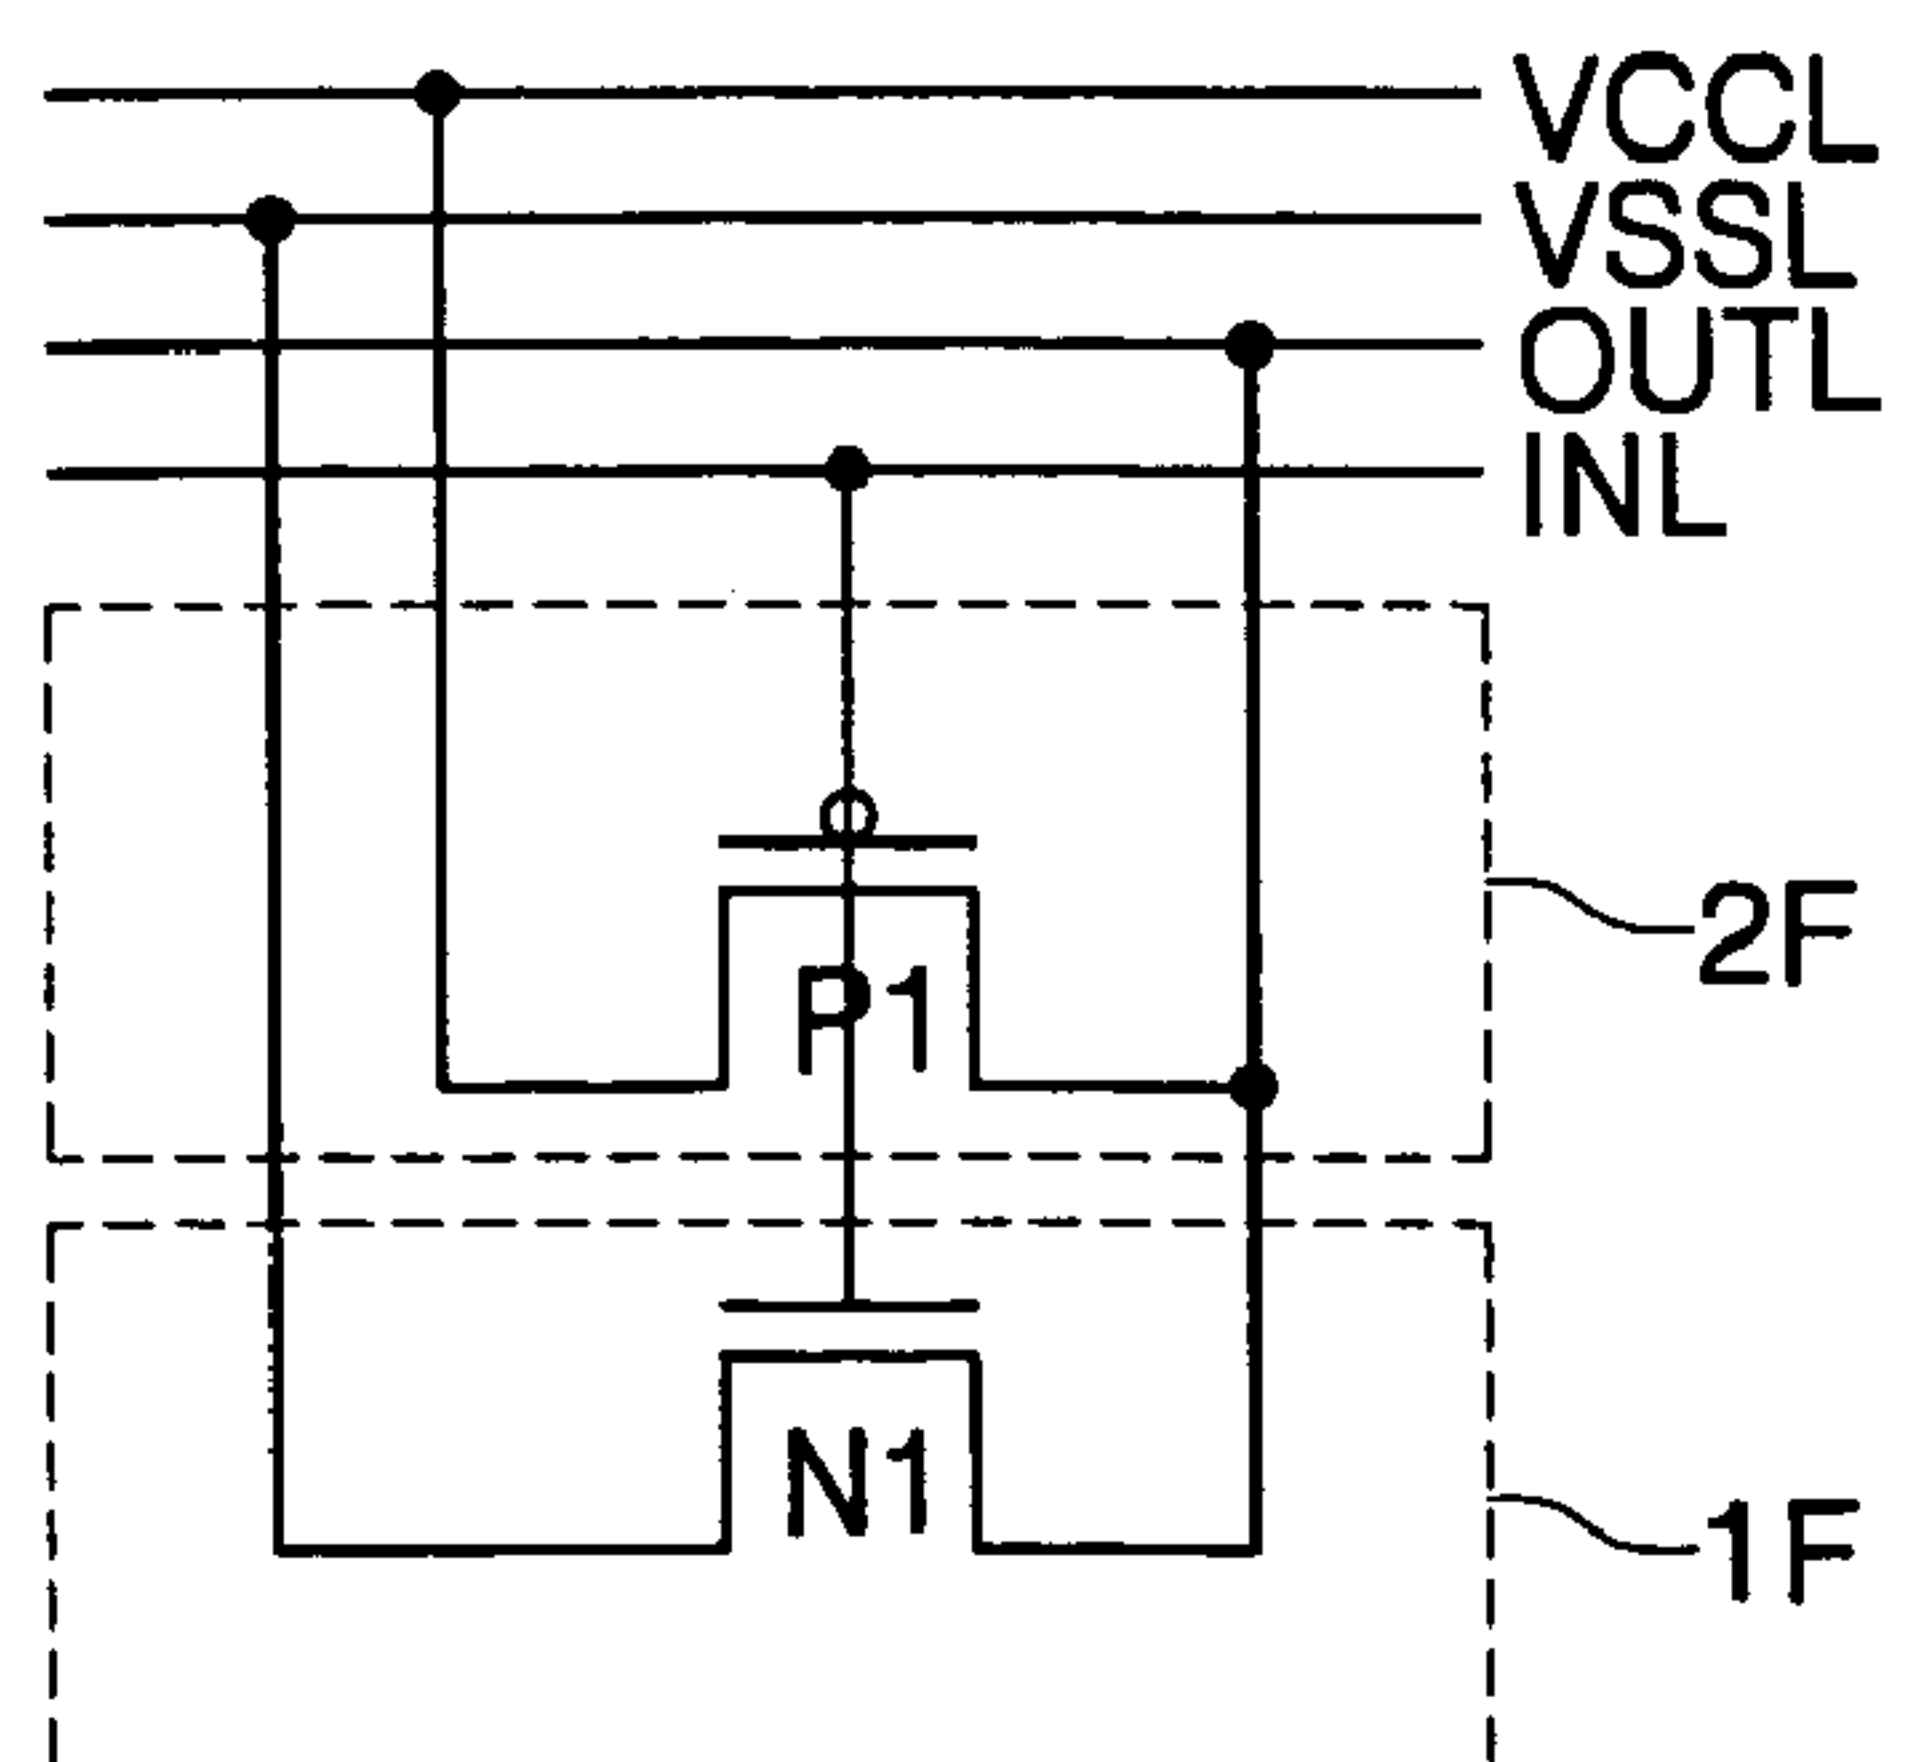 VCCL
VSSL
OUTL
INL
2F
P1
N1
1F